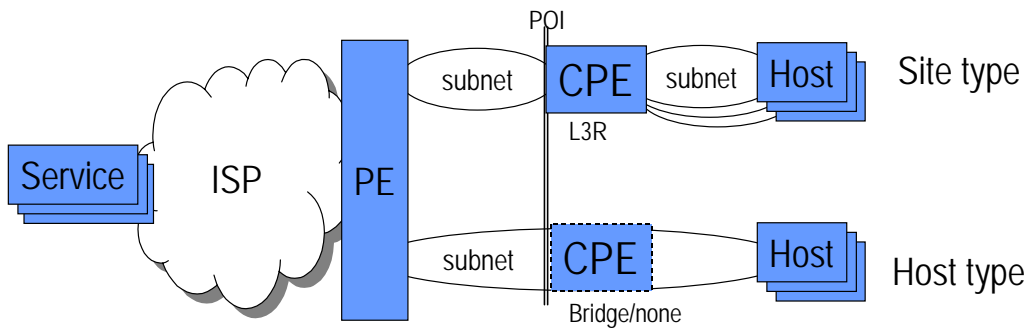 POI
subnet
CPE
subnet
Host
Site type
L3R
Service
ISP
PE
subnet
CPE
Host
Host type
Bridge/none